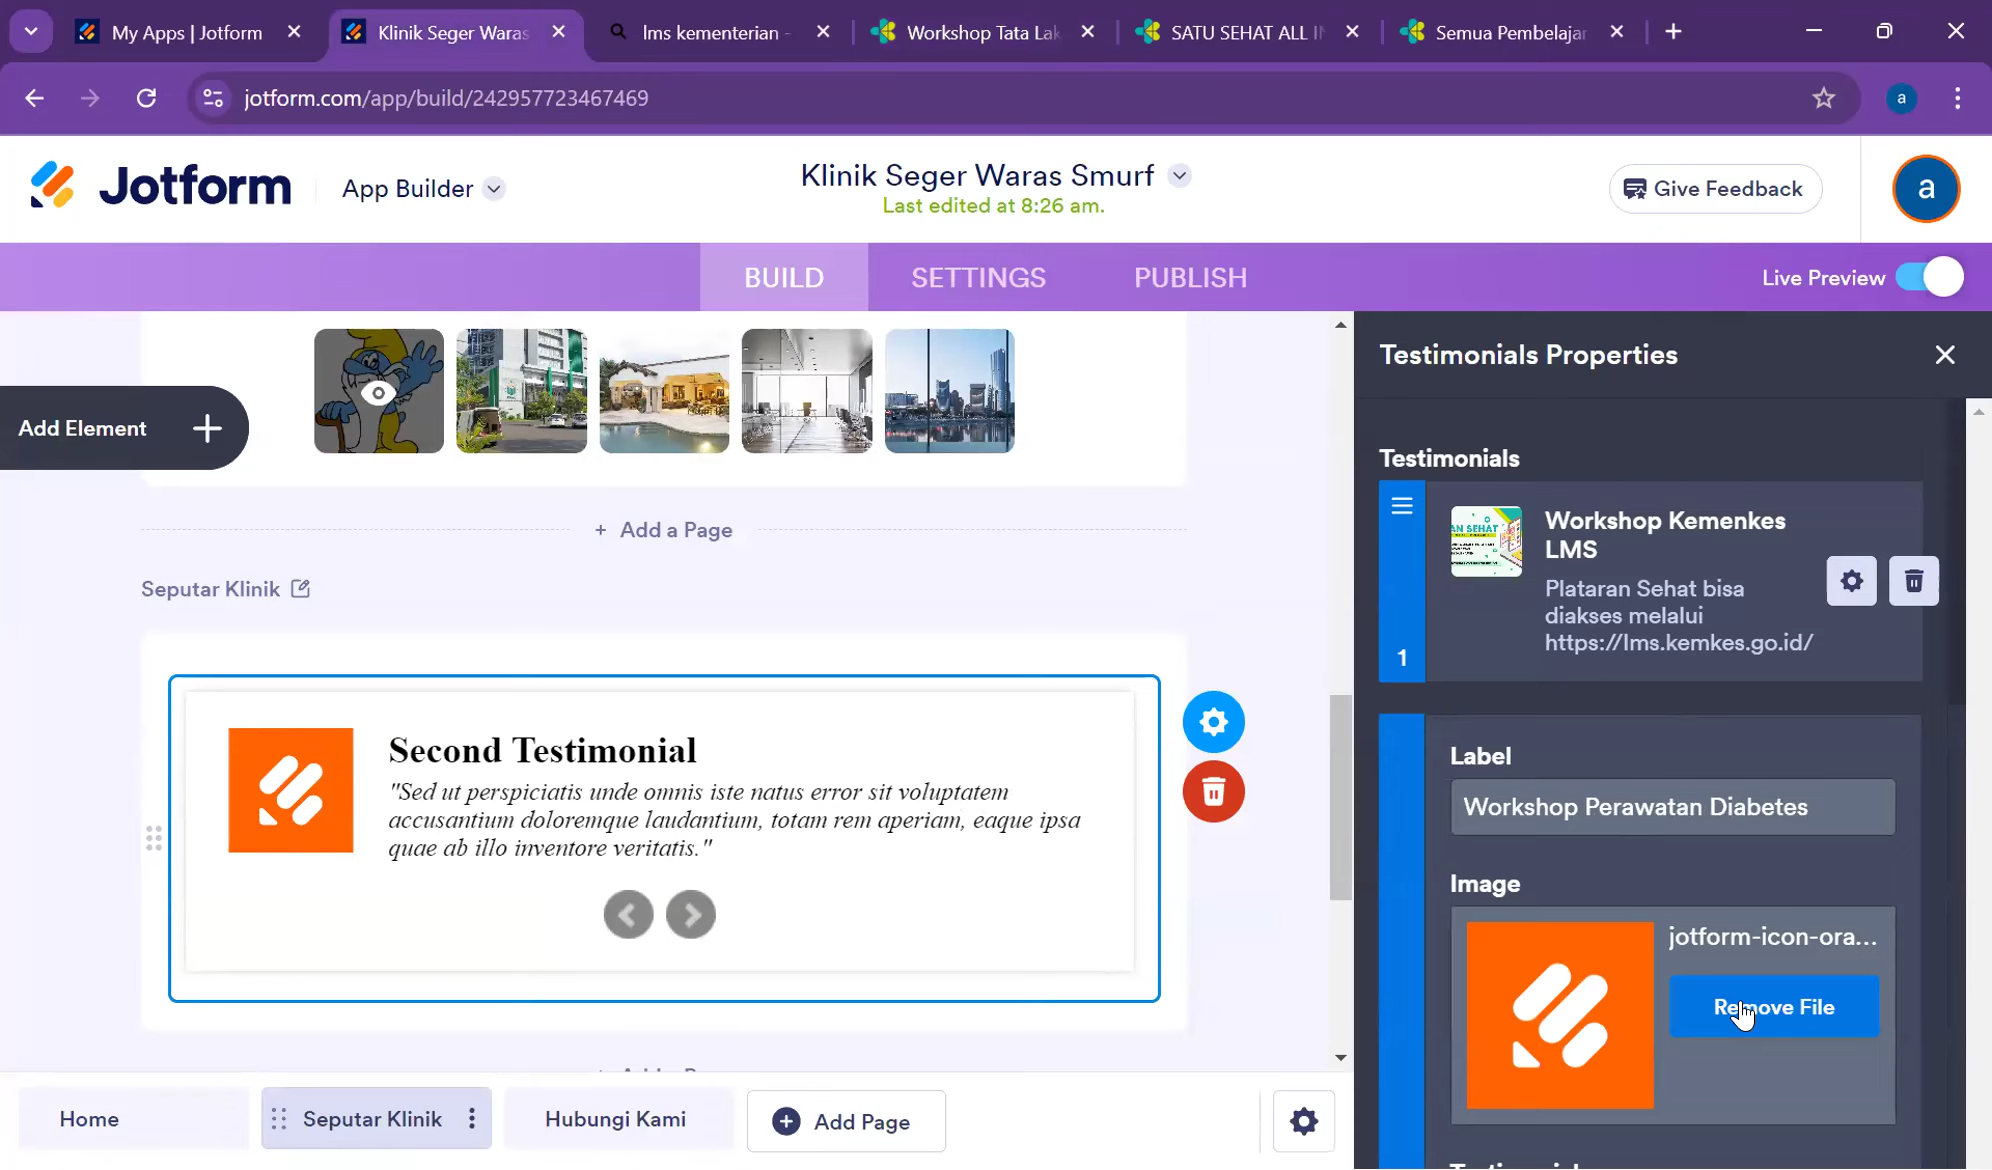 My Apps | Jotform
Klinik Seger Waras
lms kementerian -
Workshop Tata Lak
SATU SEHAT ALL I
Semua Pembelajar
jotform.com/app/build/242957723467469
a
Jotform
App Builder
Klinik Seger Waras Smurf
Last edited at 8:26 am.
Give Feedback
a
BUILD
SETTINGS
PUBLISH
Live Preview
Add Element
+ Add a Page
Seputar Klinik
Second Testimonial
"Sed ut perspiciatis unde omnis iste natus error sit voluptatem
accusantium doloremque laudantium, totam rem aperiam, eaque ipsa
quae ab illo inventore veritatis."
Home
Seputar Klinik
Hubungi Kami
Add Page
Testimonials Properties
Testimonials
AN SEHAT
1
Workshop Kemenkes
LMS
Plataran Sehat bisa
diakses melalui
https://lms.kemkes.go.id/
Label
Workshop Perawatan Diabetes
Image
jotform-icon-ora...
Remove File